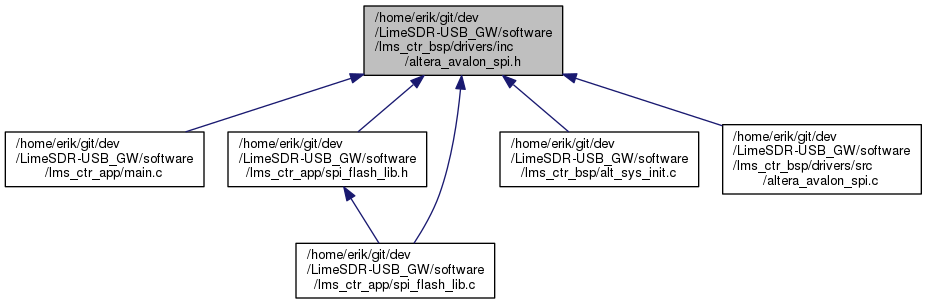 /home/erik/git/dev
/LimeSDR-USB_GW/software
/lms_ctr_bsp/drivers/inc
/altera_avalon_spi.h
/home/erik/git/dev
/LimeSDR-USB_GW/software
/lms_ctr_app/main.c
/home/erik/git/dev
/LimeSDR-USB_GW/software
/lms_ctr_app/spi_flash_lib.h
/home/erik/git/dev
/LimeSDR-USB_GW/software
/lms_ctr_bsp/alt_sys_init.c
/home/erik/git/dev
/LimeSDR-USB_GW/software
/lms_ctr_bsp/drivers/src
/altera_avalon_spi.c
/home/erik/git/dev
/LimeSDR-USB_GW/software
/lms_ctr_app/spi_flash_lib.c